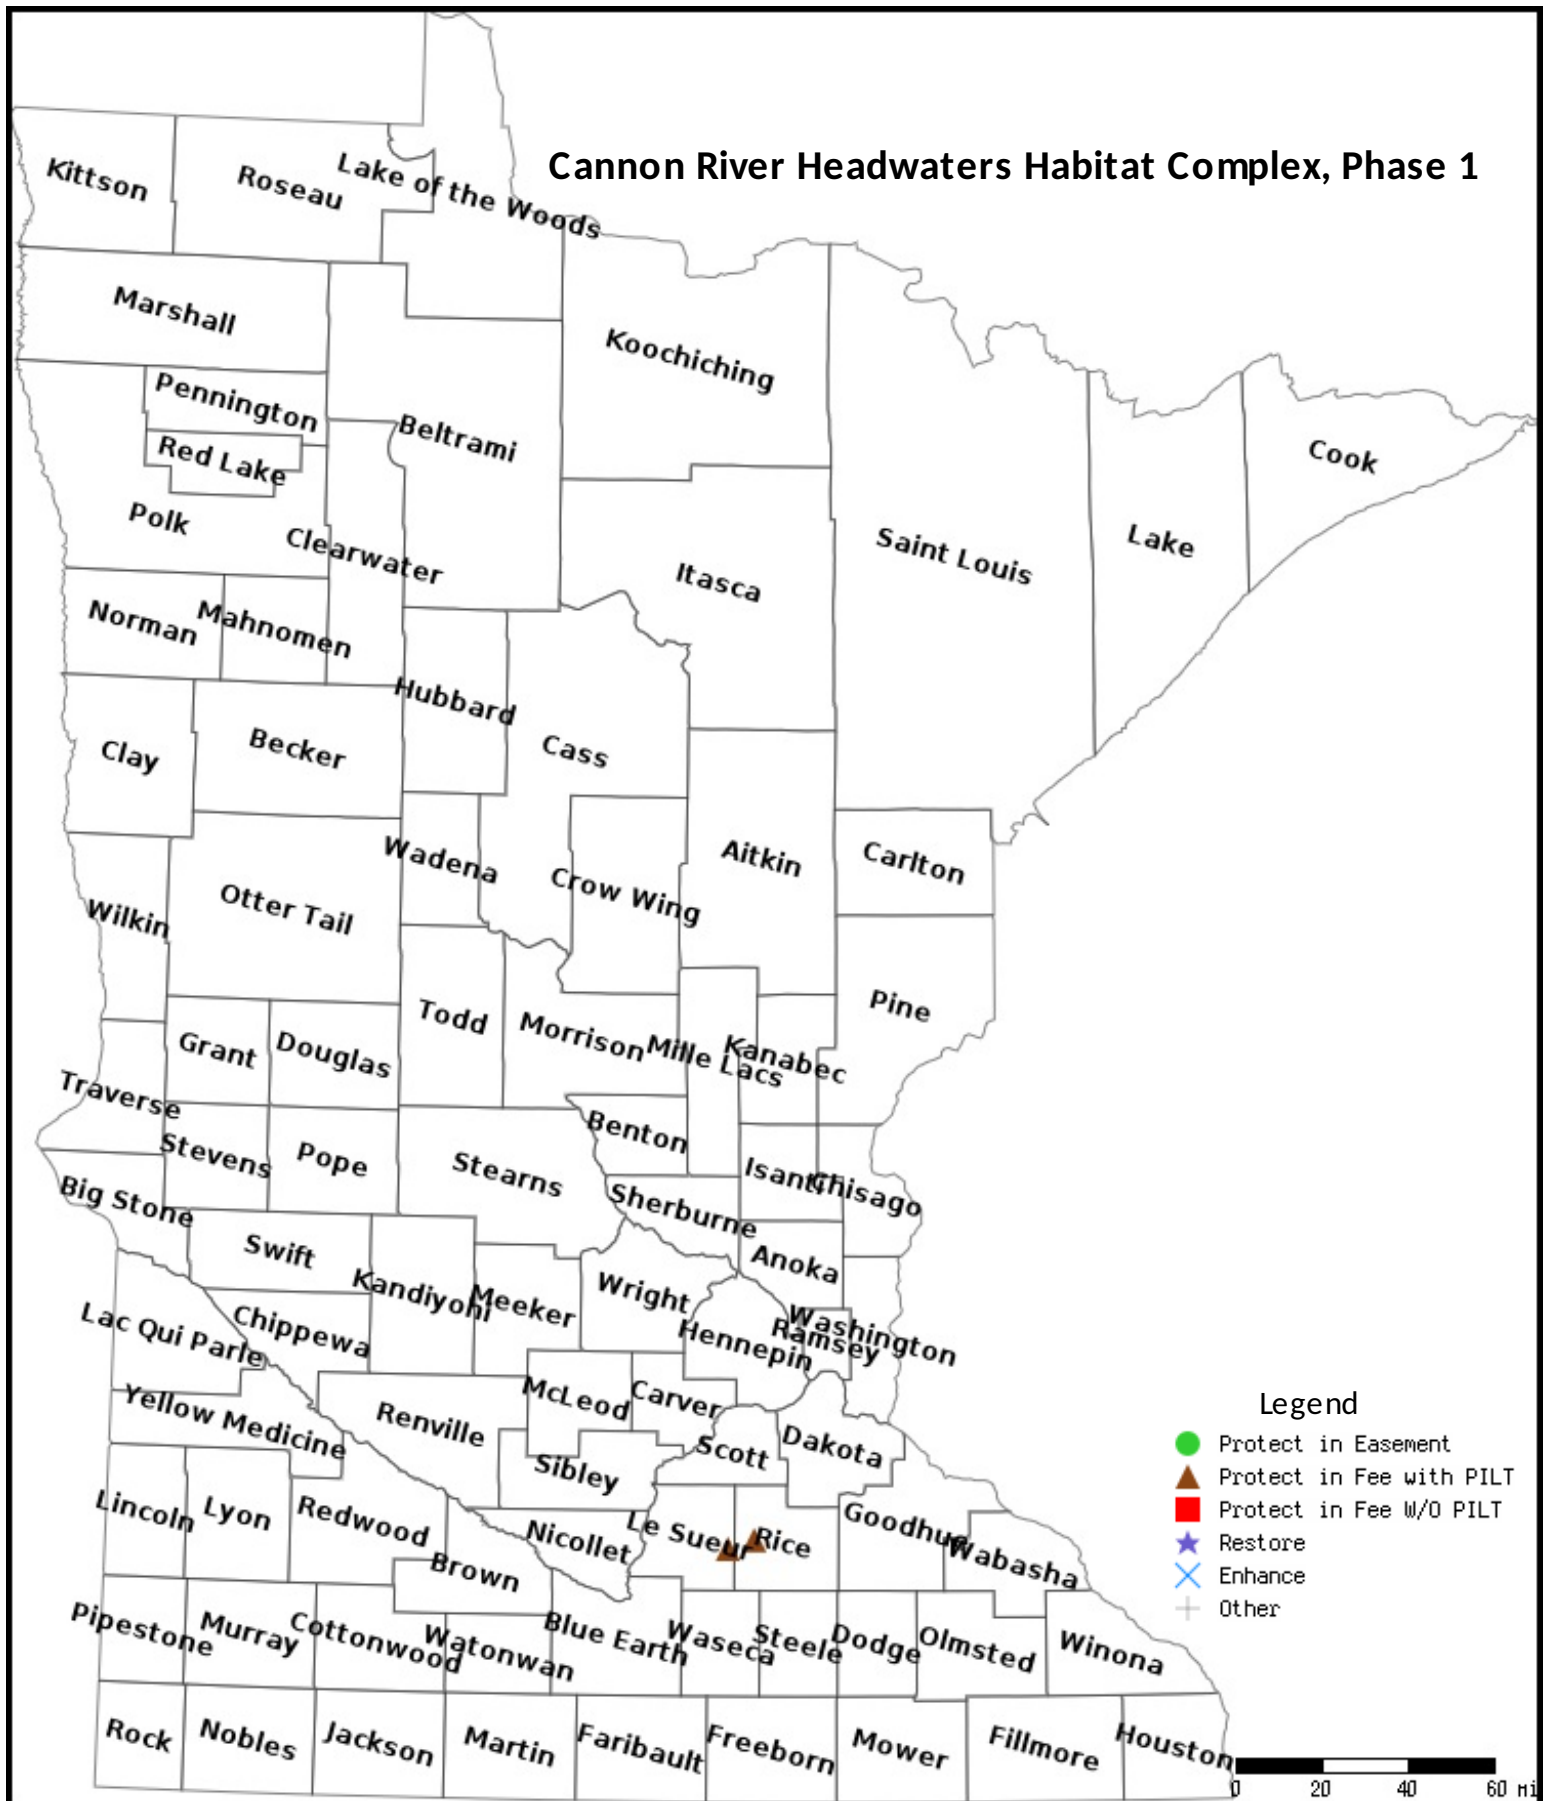 Cannon River Headwaters Habitat Complex, Phase 1
Kittson
Roseau
Lake of the Woods
Marshall
Koochiching
Pennington
Beltrami
Red Lake
Cook
Polk
Clearwater
Saint Louis
Lake
Itasca
Norman
Mahnomen
Hubbard
Clay
Becker
Cass
Wadena
Aitkin
Carlton
Crow Wing
Otter Tail
Wilkin
Pine
Todd
Morrison
Grant
Douglas
Mille Lacs
Kanabec
Traverse
Benton
Stevens
Pope
Stearns
Isanti
Chisago
Big Stone
Sherburne
Swift
Anoka
Kandiyohi
Meeker
Wright
Washington
Ramsey
Hennepin
Lac Qui Parle
Chippewa
McLeod
Carver
Yellow Medicine
Renville
Scott
Dakota
Sibley
Lincoln
Lyon
Redwood
Nicollet
Le Sueur
Rice
Goodhue
Wabasha
Brown
Pipestone
Murray
Cottonwood
Watonwan
Blue Earth
Waseca
Steele
Dodge
Olmsted
Winona
Rock
Nobles
Jackson
Martin
Faribault
Freeborn
Mower
Fillmore
Houston
Legend
Protect in Easement
Protect in Fee with PILT
Protect in Fee W/O PILT
Restore
Enhance
Other
0 20 40 60 mi